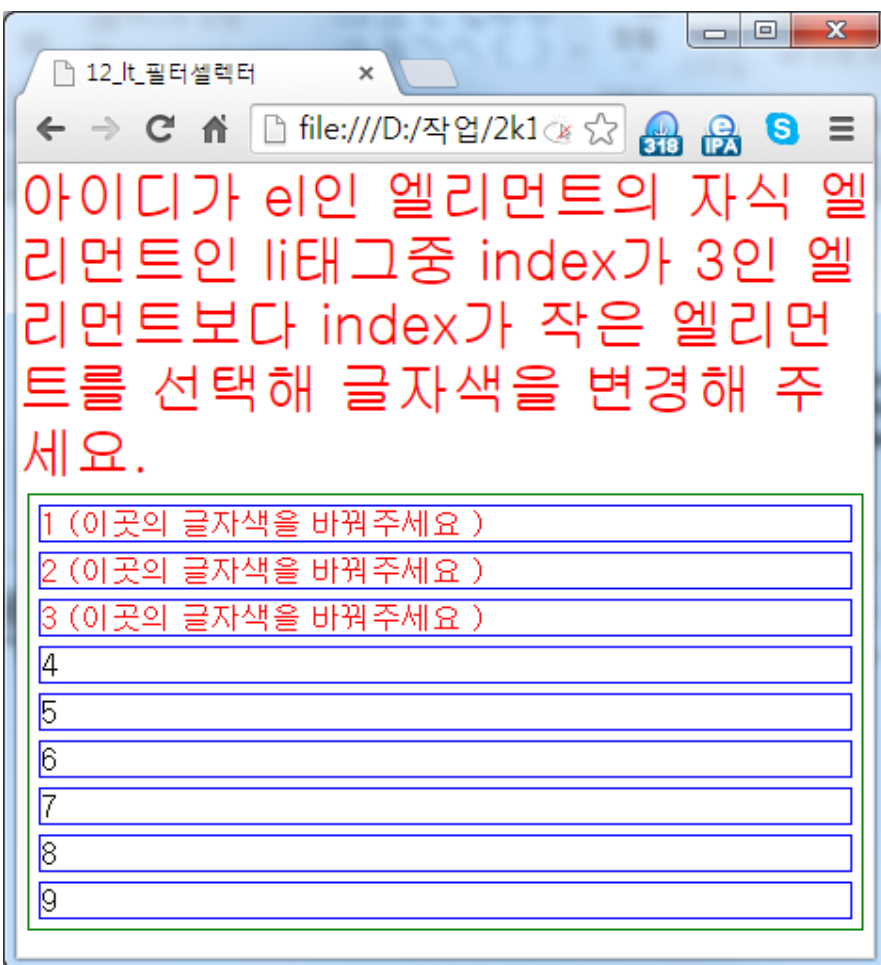 12_lt_필터셀렉터
file:///D:/작업/2k1
318
IPA
아이디가 el인 엘리먼트의 자식 엘
리먼트인 li태그중 index가 3인 엘
리먼트보다 index가 작은 엘리먼
트를 선택해 글자색을 변경해 주
세요.
1 (이곳의 글자색을 바꿔주세요 )
2 (이곳의 글자색을 바꿔주세요 )
3 (이곳의 글자색을 바꿔주세요 )
4
5
6
7
8
9